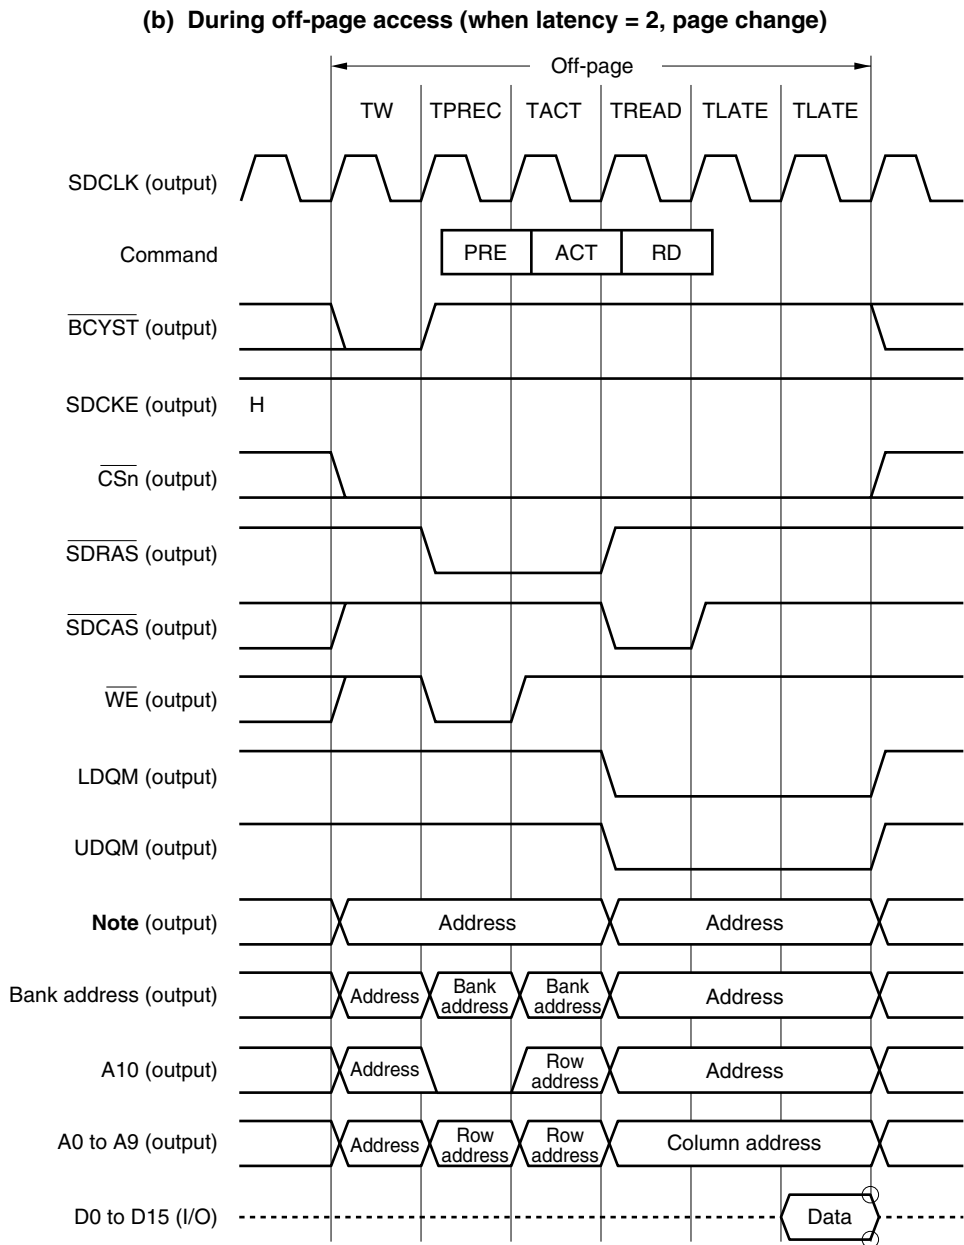 (b) During off-page access (when latency = 2, page change)
Off-page
TW TPREC TACT TREAD TLATE TLATE
SDCLK (output)
Command PRE ACT RD
BCYST (output)
SDCKE (output) H
CSn (output)
SDRAS (output)
SDCAS (output)
WE (output)
LDQM (output)
UDQM (output)
Note (output) Address Address
Bank address (output) Address Bank address Bank address Address
A10 (output) Address Row address Address
A0 to A9 (output) Address Row address Row address Column address
D0 to D15 (I/O) Data